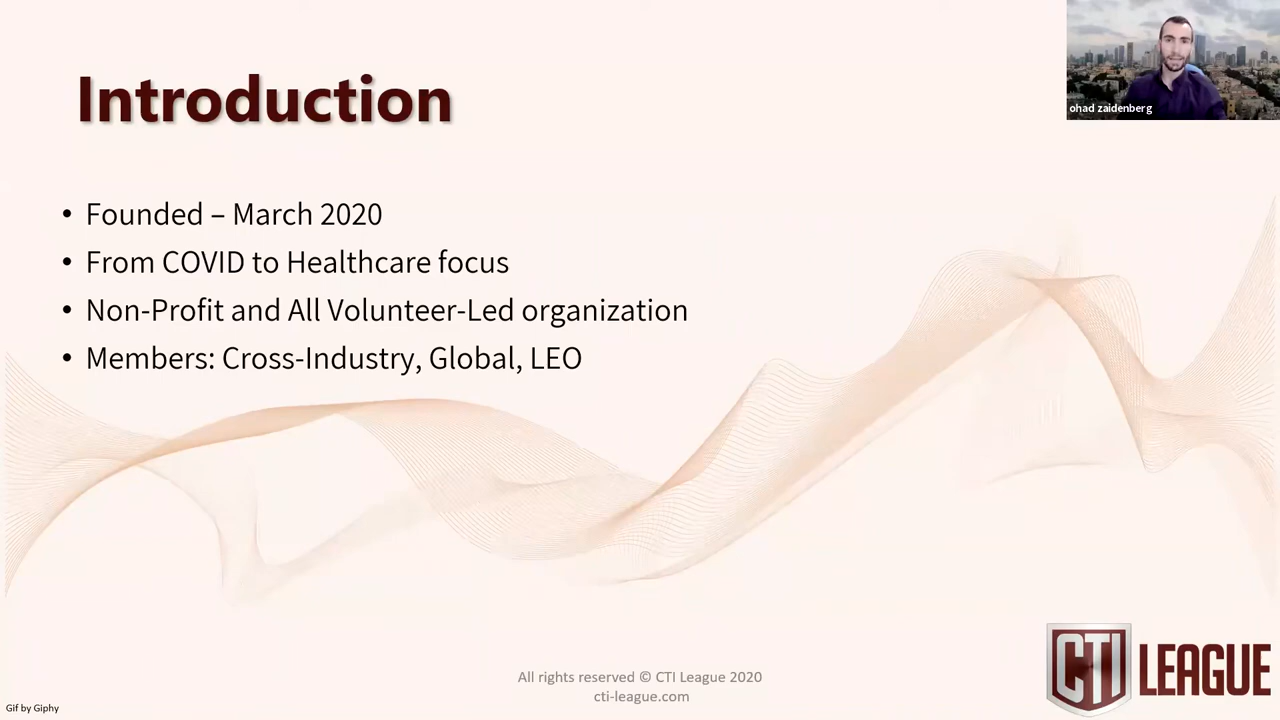 Introduction
ohad zaidenberg
• Founded – March 2020
• From COVID to Healthcare focus
• Non-Profit and All Volunteer-Led organization
• Members: Cross-Industry, Global, LEO
All rights reserved © CTI League 2020
cti-league.com
CTI LEAGUE
Gif by Giphy